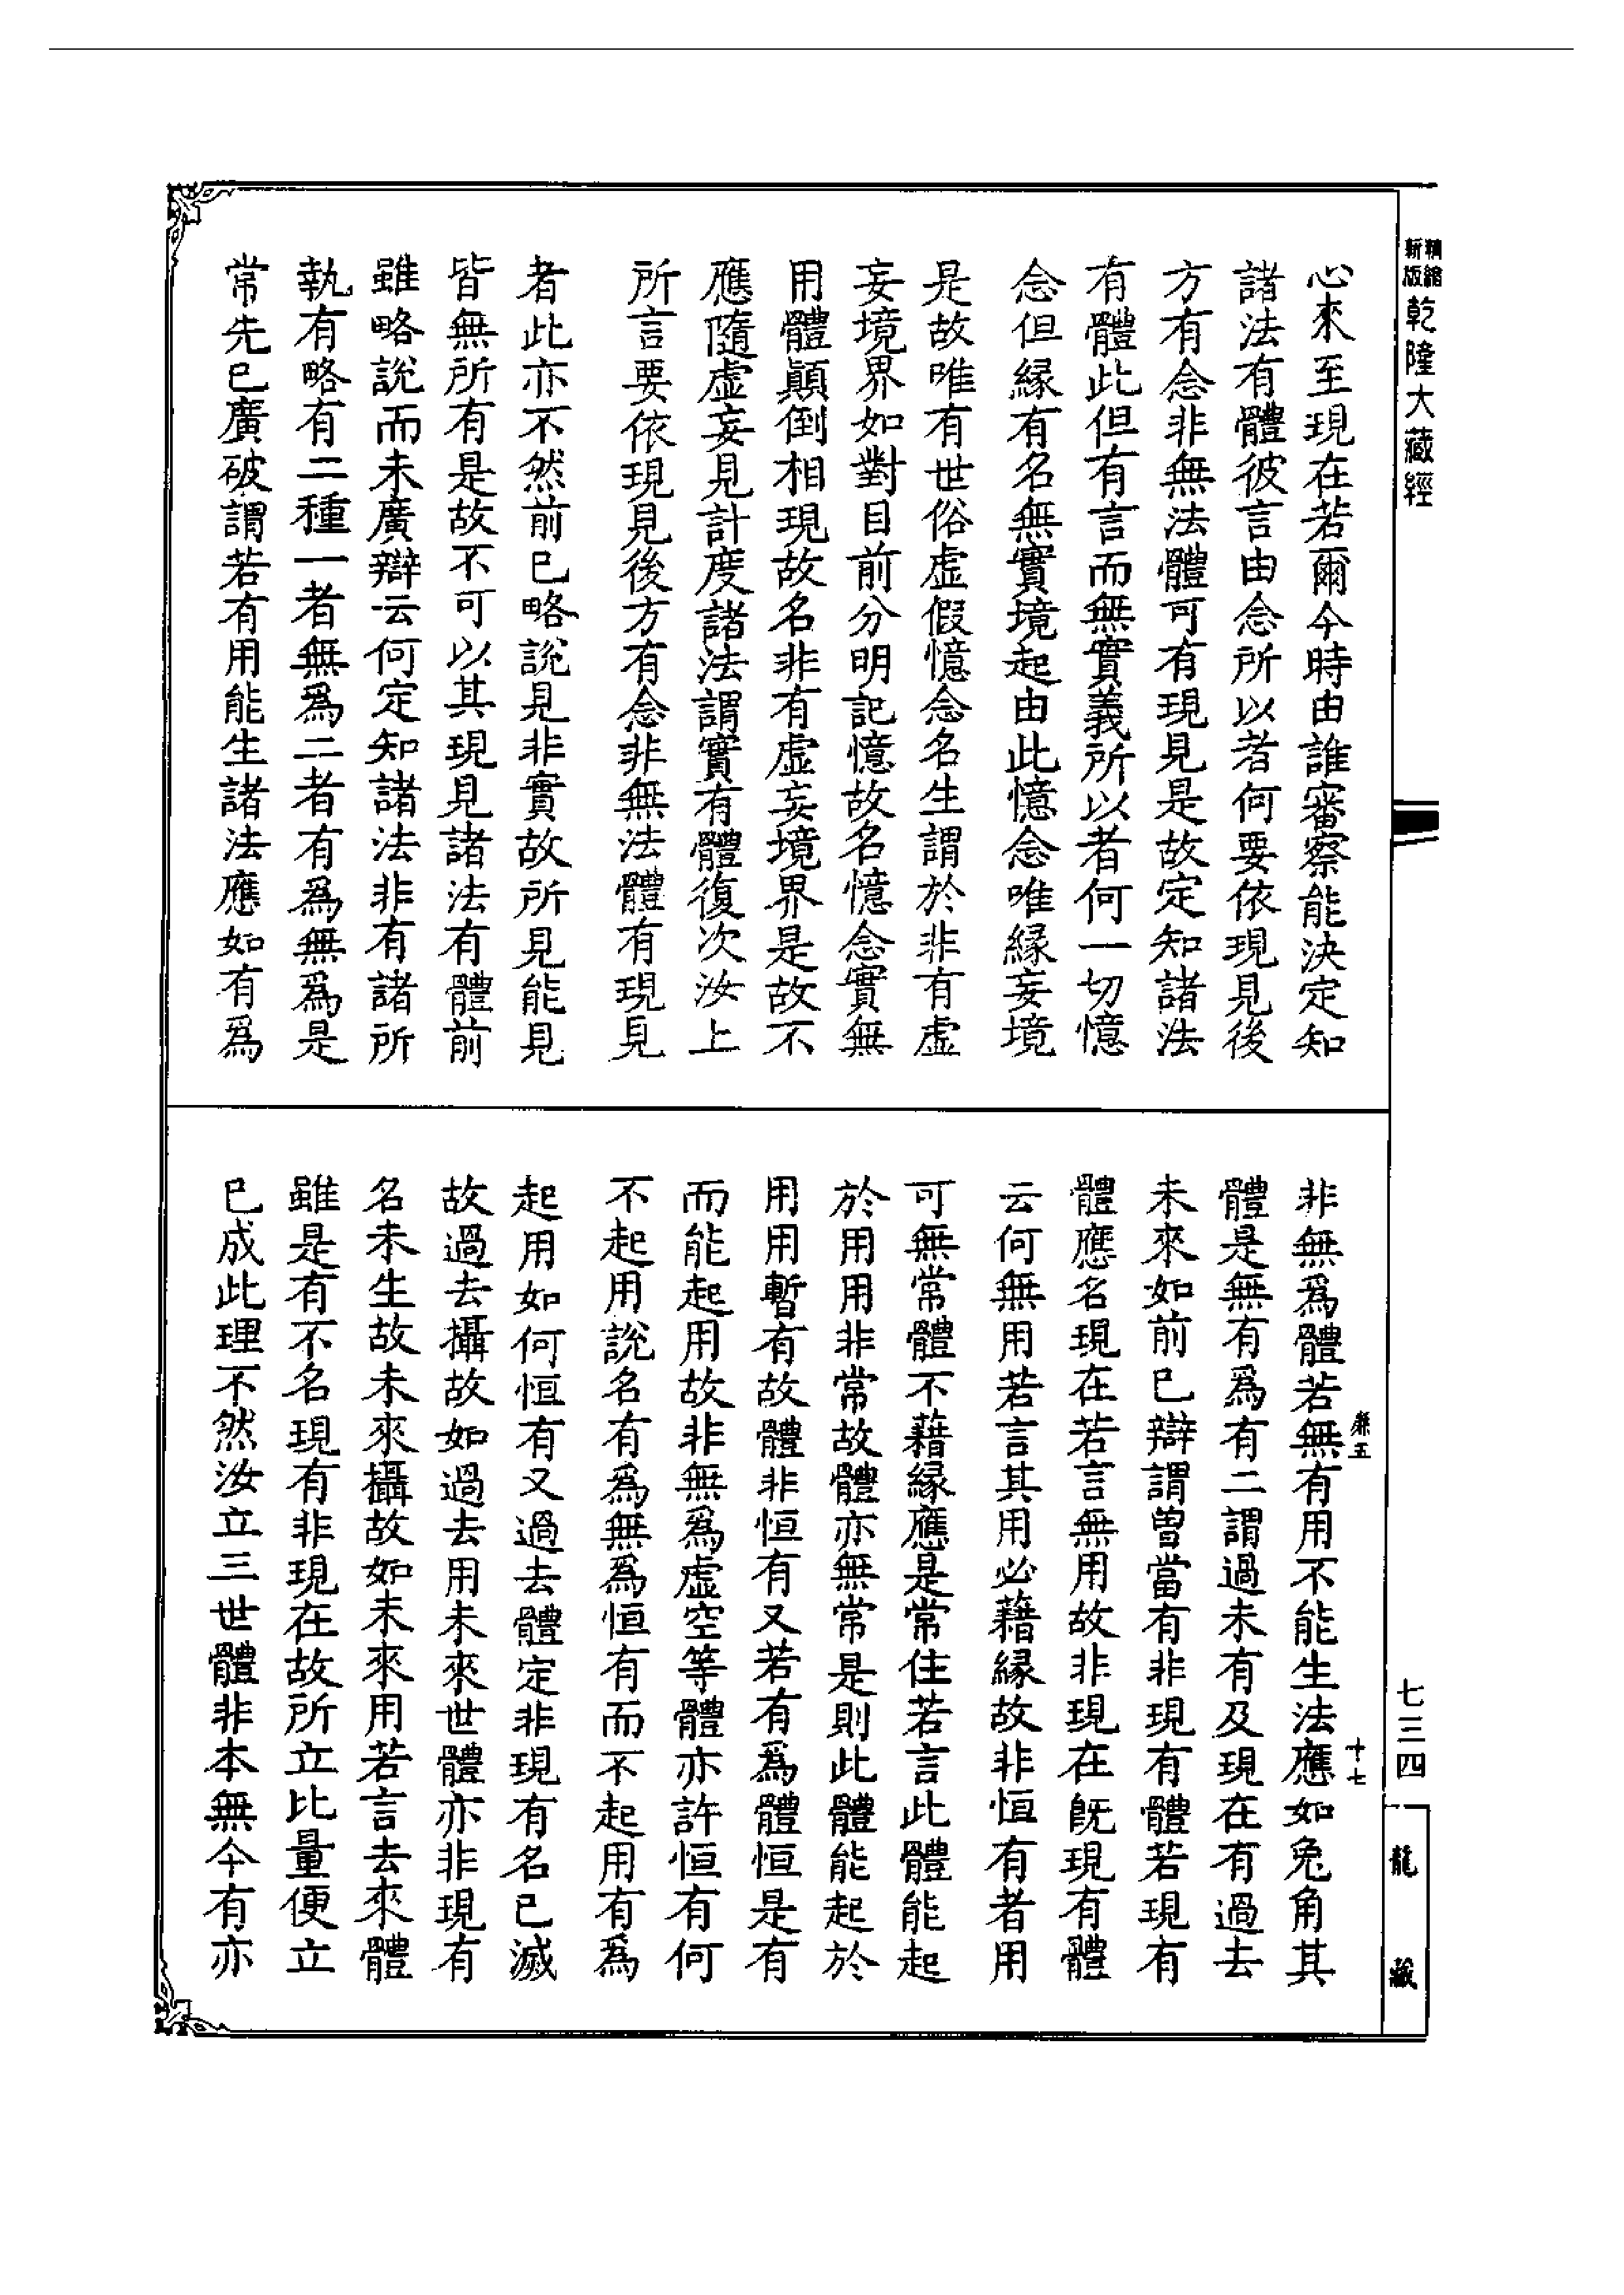 精縮新版乾隆大藏經
心來至現在若爾今時由誰審察能決定知
諸法有體彼言由念所以者何要依現見後
方有念非無法體可有現見是故定知諸法
有體此但有言而無實義所以者何一切憶
念但緣有名無實境起由此憶念唯緣妄境
是故唯有世俗虛假憶念名生謂於非有虛
妄境界如對目前分明記憶故名憶念實無
用體顛倒相現故名非有虛妄境界是故不
應隨虛妄見計度諸法謂實有體復次汝上
所言要依現見後方有念非無法體有現見
者此亦不然前已略說見非實故所見能見
皆無所有是故不可以其現見諸法有體前
雖略說而未廣辯云何定知諸法非有諸所
執有略有二種一者無為二者有為無為是
常先已廣破謂若有用能生諸法應如有為
非無為體若無有用不能生法應如兔角其
體是無有為有二謂過未有及現在有過去
未來如前已辯謂曾當有非現有體若現有
體應名現在若言無用故非現在既現有體
云何無用若言其用必藉緣故非恒有者用
可無常體不藉緣應是常住若言此體能起
於用用非常故體亦無常是則此體能起於
用用暫有故體非恒有又若有為體恒是有
而能起用故非無為虛空等體亦許恒有何
不起用說名有為無為恒有而不起用有為
起用如何恒有又過去體定非現有名已滅
故過去攝故如過去用未來世體亦非現有
名未生故未來攝故如未來用若言去來體
雖是有不名現有非現在故所立比量便立
已成此理不然汝立三世體非本無今有亦
十七
七三四
龍藏